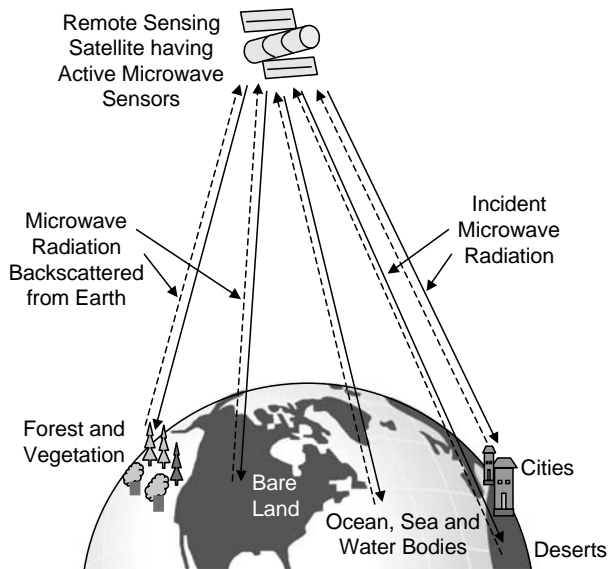 Remote Sensing
Satellite having
Active Microwave
Sensors
Microwave
Radiation
Backscattered
from Earth
Incident
Microwave
Radiation
Forest and
Vegetation
Bare
Land
Ocean, Sea and
Water Bodies
Cities
Deserts